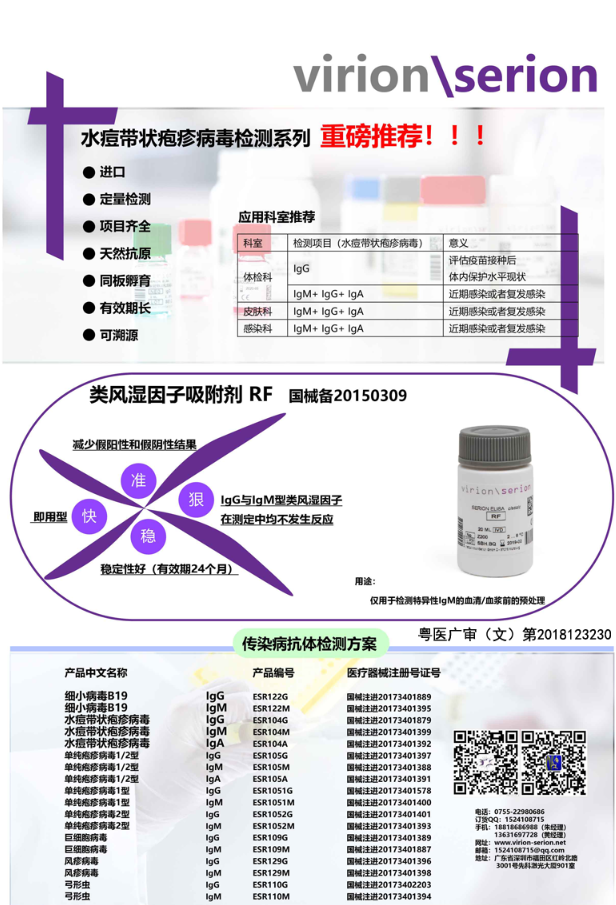 virion\serion
水痘带状疱疹病毒检测系列 重磅推荐！！！
● 进口
● 定量检测
● 项目齐全
● 天然抗原
● 同板孵育
● 有效期长
● 可溯源
应用科室推荐
科室 检测项目（水痘带状疱疹病毒） 意义
体检科 IgG 评估疫苗接种后
体内保护水平现状
IgM+ IgG+ IgA 近期感染或者复发感染
皮肤科 IgM+ IgG+ IgA 近期感染或者复发感染
感染科 IgM+ IgG+ IgA 近期感染或者复发感染
类风湿因子吸附剂 RF 国械备20150309
减少假阳性和假阴性结果
准
即用型 快
狠 IgG与IgM型类风湿因子
在测定中均不发生反应
稳
稳定性好（有效期24个月）
virion\serion
SERION ELISA classic
RF
20 ML IVD
Z200
用途：
仅用于检测特异性IgM的血清/血浆前的预处理
粤医广审（文）第2018123230
传染病抗体检测方案
产品中文名称 产品编号 医疗器械注册号证号
细小病毒B19 IgG ESR122G 国械注进20173401889
细小病毒B19 IgM ESR122M 国械注进20173401395
水痘带状疱疹病毒 IgG ESR104G 国械注进20173401879
水痘带状疱疹病毒 IgM ESR104M 国械注进20173401399
水痘带状疱疹病毒 IgA ESR104A 国械注进20173401392
单纯疱疹病毒1/2型 IgG ESR105G 国械注进20173401397
单纯疱疹病毒1/2型 IgM ESR105M 国械注进20173401388
单纯疱疹病毒1/2型 IgA ESR105A 国械注进20173401391
单纯疱疹病毒1型 IgG ESR1051G 国械注进20173401578
单纯疱疹病毒1型 IgM ESR1051M 国械注进20173401400
单纯疱疹病毒2型 IgG ESR1052G 国械注进20173401401
单纯疱疹病毒2型 IgM ESR1052M 国械注进20173401393
巨细胞病毒 IgG ESR109G 国械注进20173401389
巨细胞病毒 IgM ESR109M 国械注进20173401887
风疹病毒 IgG ESR129G 国械注进20173401396
风疹病毒 IgM ESR129M 国械注进20173401398
弓形虫 IgG ESR110G 国械注进20173402203
弓形虫 IgM ESR110M 国械注进20173401394
电话：0755-22980686
订货QQ：1524108715
手机：18818686988（朱经理）
13631697728（黄经理）
网址：www.virion-serion.net
邮箱：1524108715@qq.com
地址：广东省深圳市福田区红岭北路
3001号先科激光大厦901室